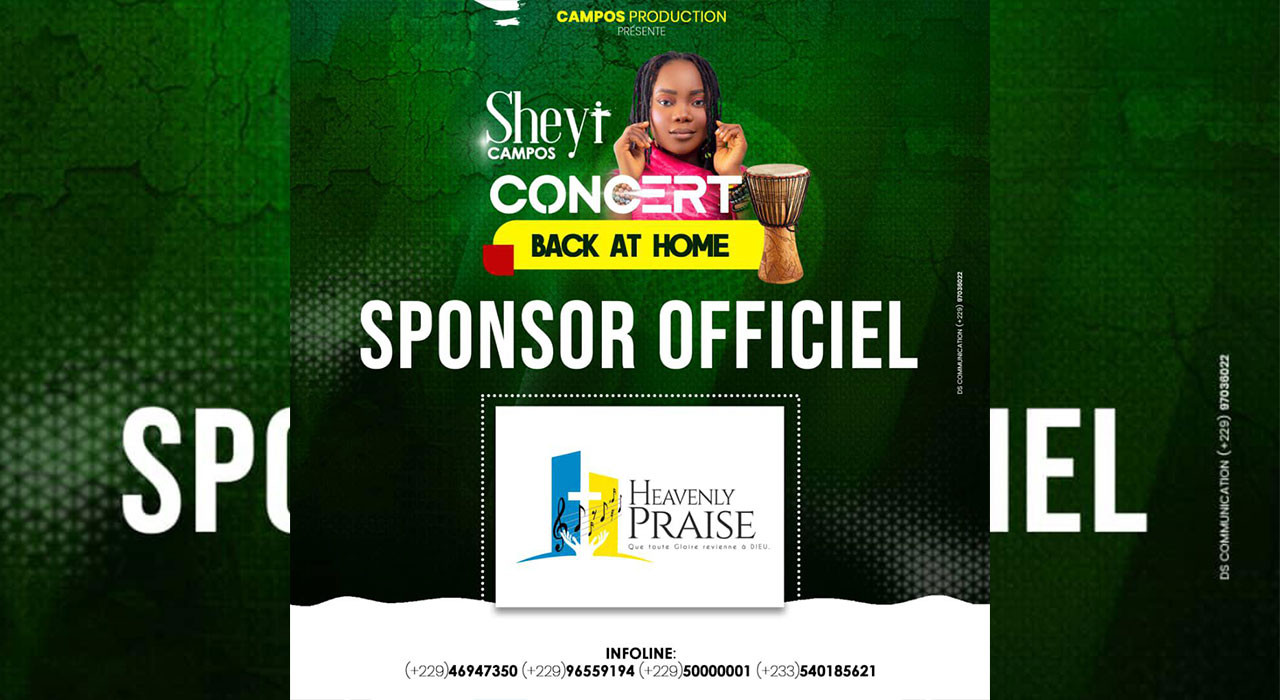 CAMPOS PRODUCTION
PRÉSENTE
Sheyi
CAMPOS
CONCERT
BACK AT HOME
SPONSOR OFFICIEL
DS COMMUNICATION (+229) 97036022
HEAVENLY
PRAISE
Que toute Gloire revienne à DIEU.
INFOLINE:
(+229)46947350 (+229)96559194 (+229)50000001 (+233)540185621
SP
IEL
DS COMMUNICATION (+229) 97036022